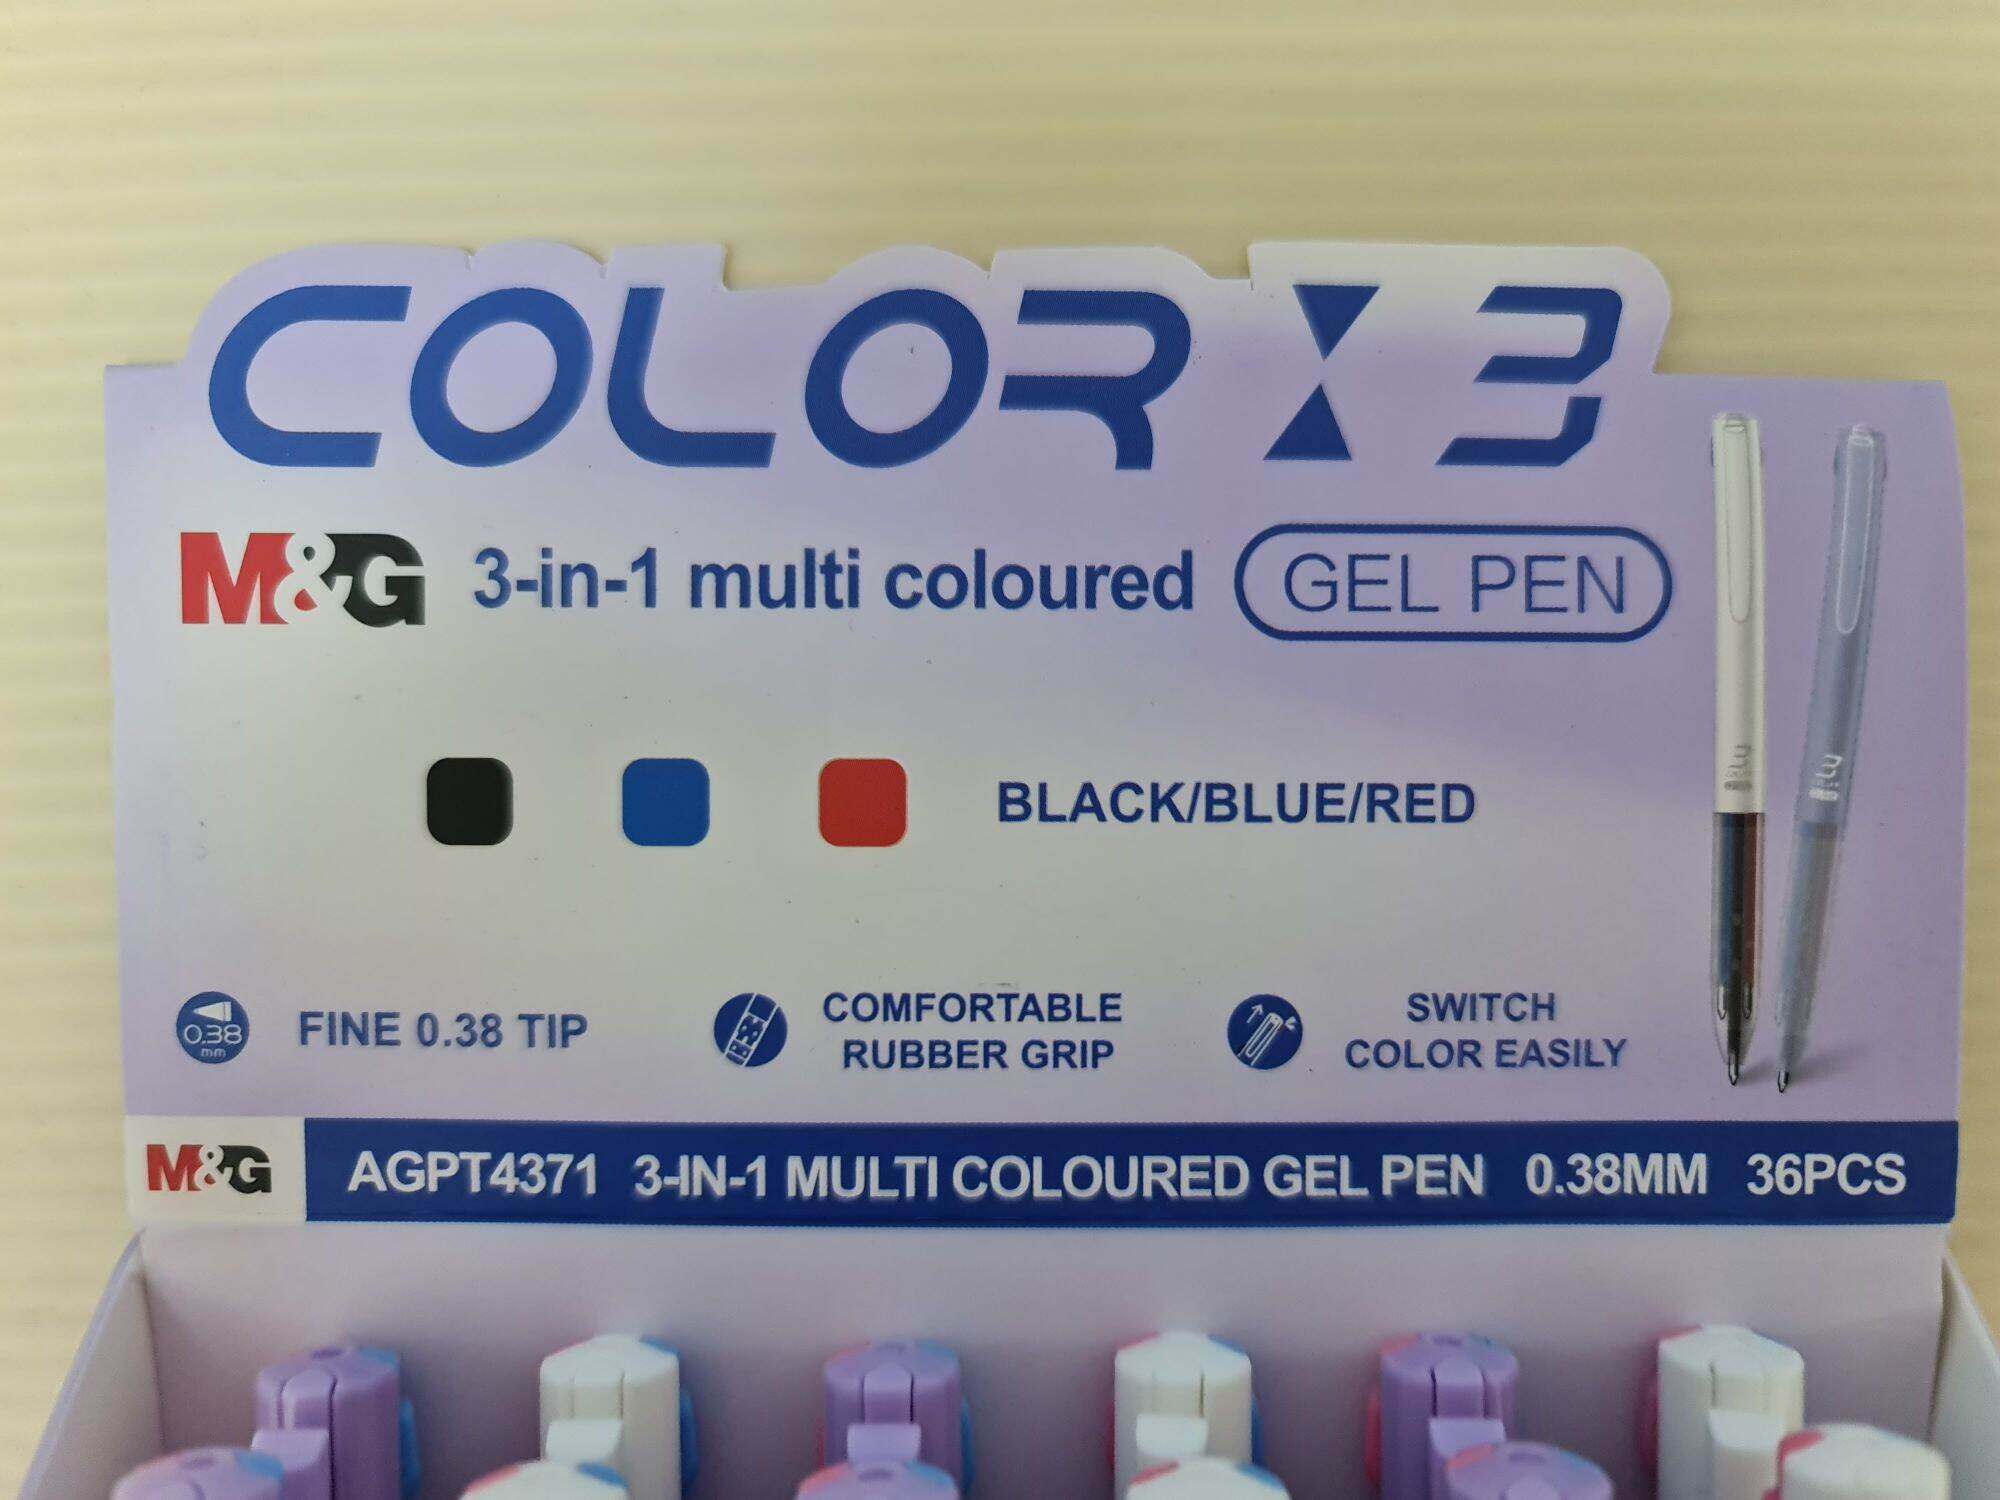 COLOR X 3
M&G 3-in-1 multi coloured GEL PEN
BLACK/BLUE/RED
0.38
mm
FINE 0.38 TIP
COMFORTABLE
RUBBER GRIP
SWITCH
COLOR EASILY
M&G AGPT4371 3-IN-1 MULTI COLOURED GEL PEN 0.38MM 36PCS